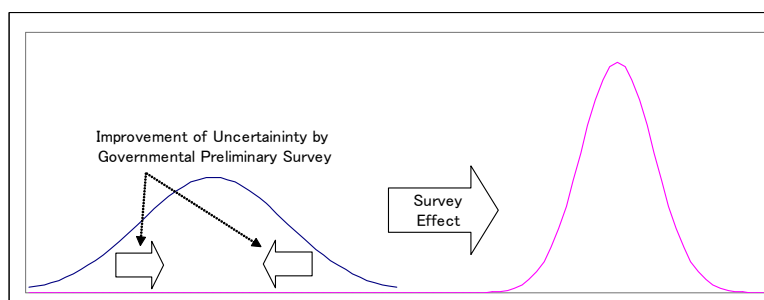 Improvement of Uncertaininty by
Governmental Preliminary Survey
Survey
Effect